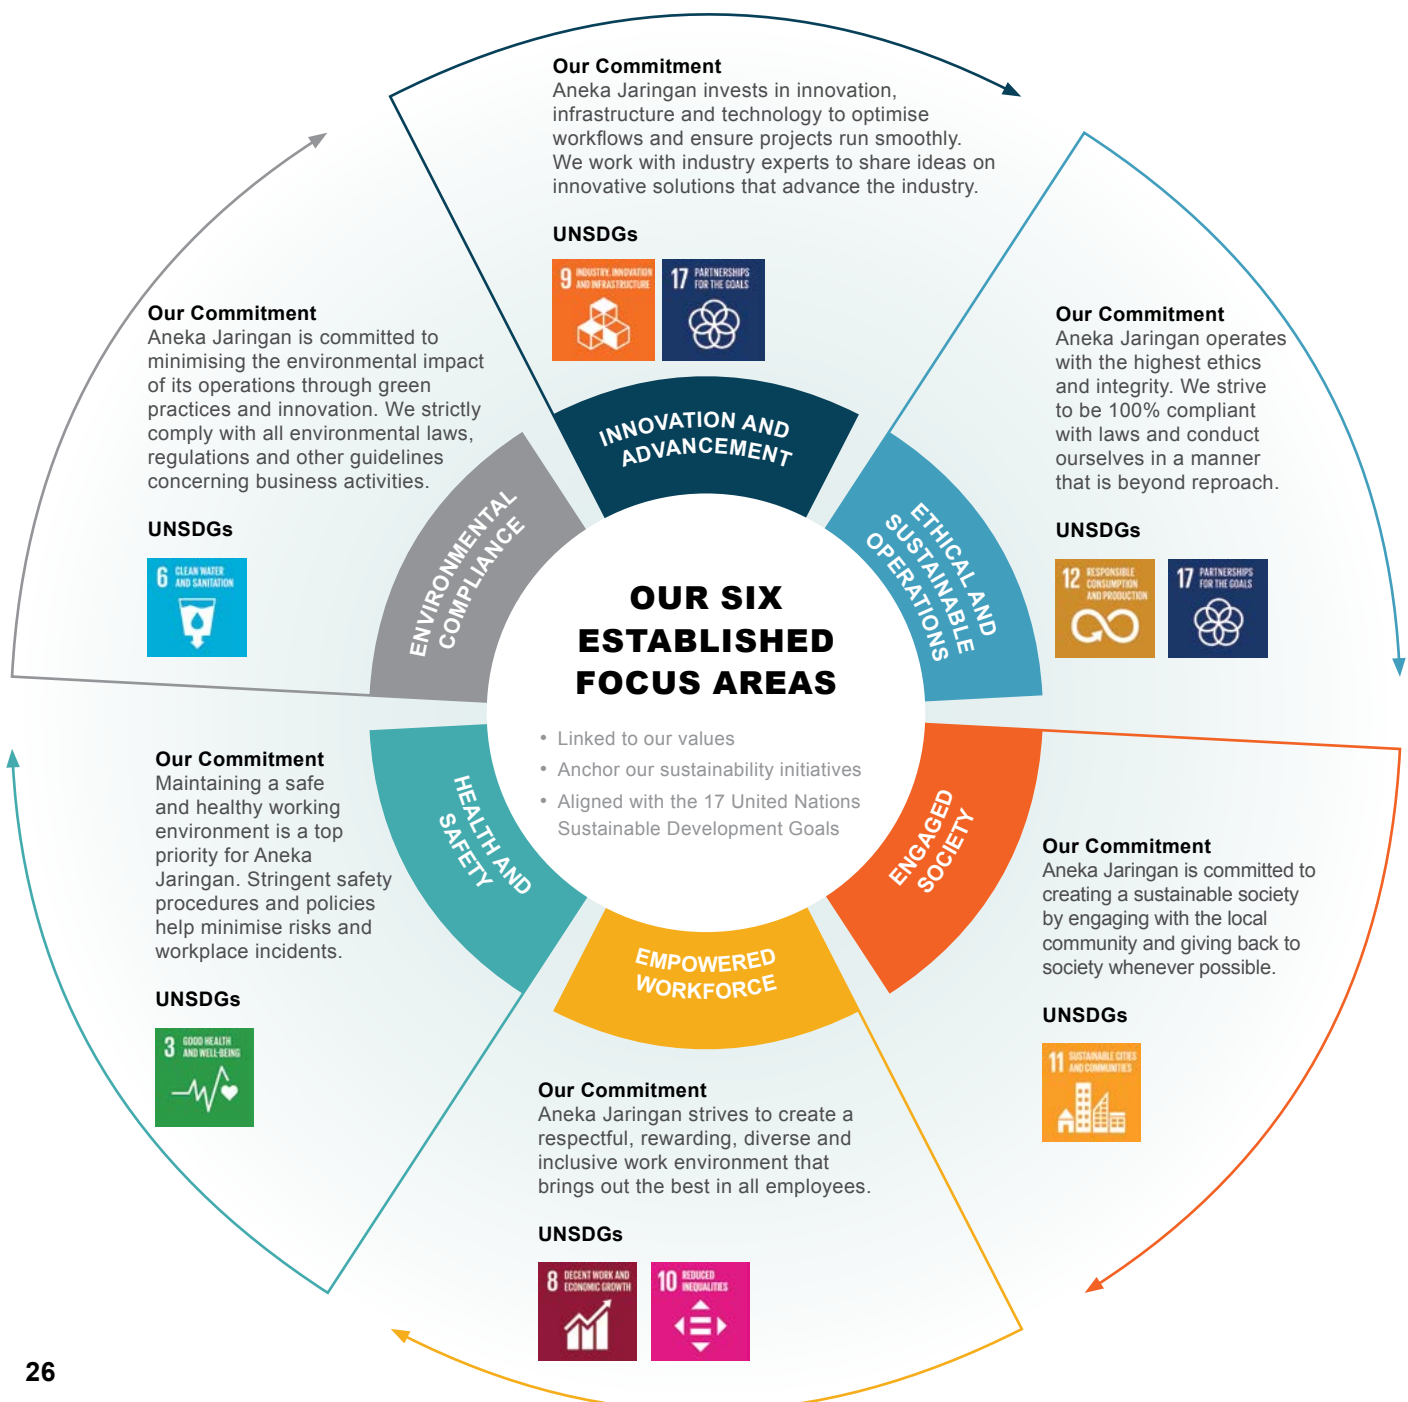 Our Commitment
Aneka Jaringan invests in innovation,
infrastructure and technology to optimise
workflows and ensure projects run smoothly.
We work with industry experts to share ideas on
innovative solutions that advance the industry.
UNSDGs
9 INDUSTRY, INNOVATION
AND INFRASTRUCTURE
17 PARTNERSHIPS
FOR THE GOALS
INNOVATION AND
ADVANCEMENT
Our Commitment
Aneka Jaringan operates
with the highest ethics
and integrity. We strive
to be 100% compliant
with laws and conduct
ourselves in a manner
that is beyond reproach.
UNSDGs
12 RESPONSIBLE
CONSUMPTION
AND PRODUCTION
17 PARTNERSHIPS
FOR THE GOALS
ETHICAL AND
SUSTAINABLE
OPERATIONS
Our Commitment
Aneka Jaringan is committed to
creating a sustainable society
by engaging with the local
community and giving back to
society whenever possible.
UNSDGs
11 SUSTAINABLE CITIES
AND COMMUNITIES
ENGAGED
SOCIETY
Our Commitment
Aneka Jaringan strives to create a
respectful, rewarding, diverse and
inclusive work environment that
brings out the best in all employees.
UNSDGs
8 DECENT WORK AND
ECONOMIC GROWTH
10 REDUCED
INEQUALITIES
EMPOWERED
WORKFORCE
Our Commitment
Maintaining a safe
and healthy working
environment is a top
priority for Aneka
Jaringan. Stringent safety
procedures and policies
help minimise risks and
workplace incidents.
UNSDGs
3 GOOD HEALTH
AND WELL-BEING
HEALTH AND
SAFETY
Our Commitment
Aneka Jaringan is committed to
minimising the environmental impact
of its operations through green
practices and innovation. We strictly
comply with all environmental laws,
regulations and other guidelines
concerning business activities.
UNSDGs
6 CLEAN WATER
AND SANITATION
ENVIRONMENTAL
COMPLIANCE
OUR SIX
ESTABLISHED
FOCUS AREAS
• Linked to our values
• Anchor our sustainability initiatives
• Aligned with the 17 United Nations
Sustainable Development Goals
26